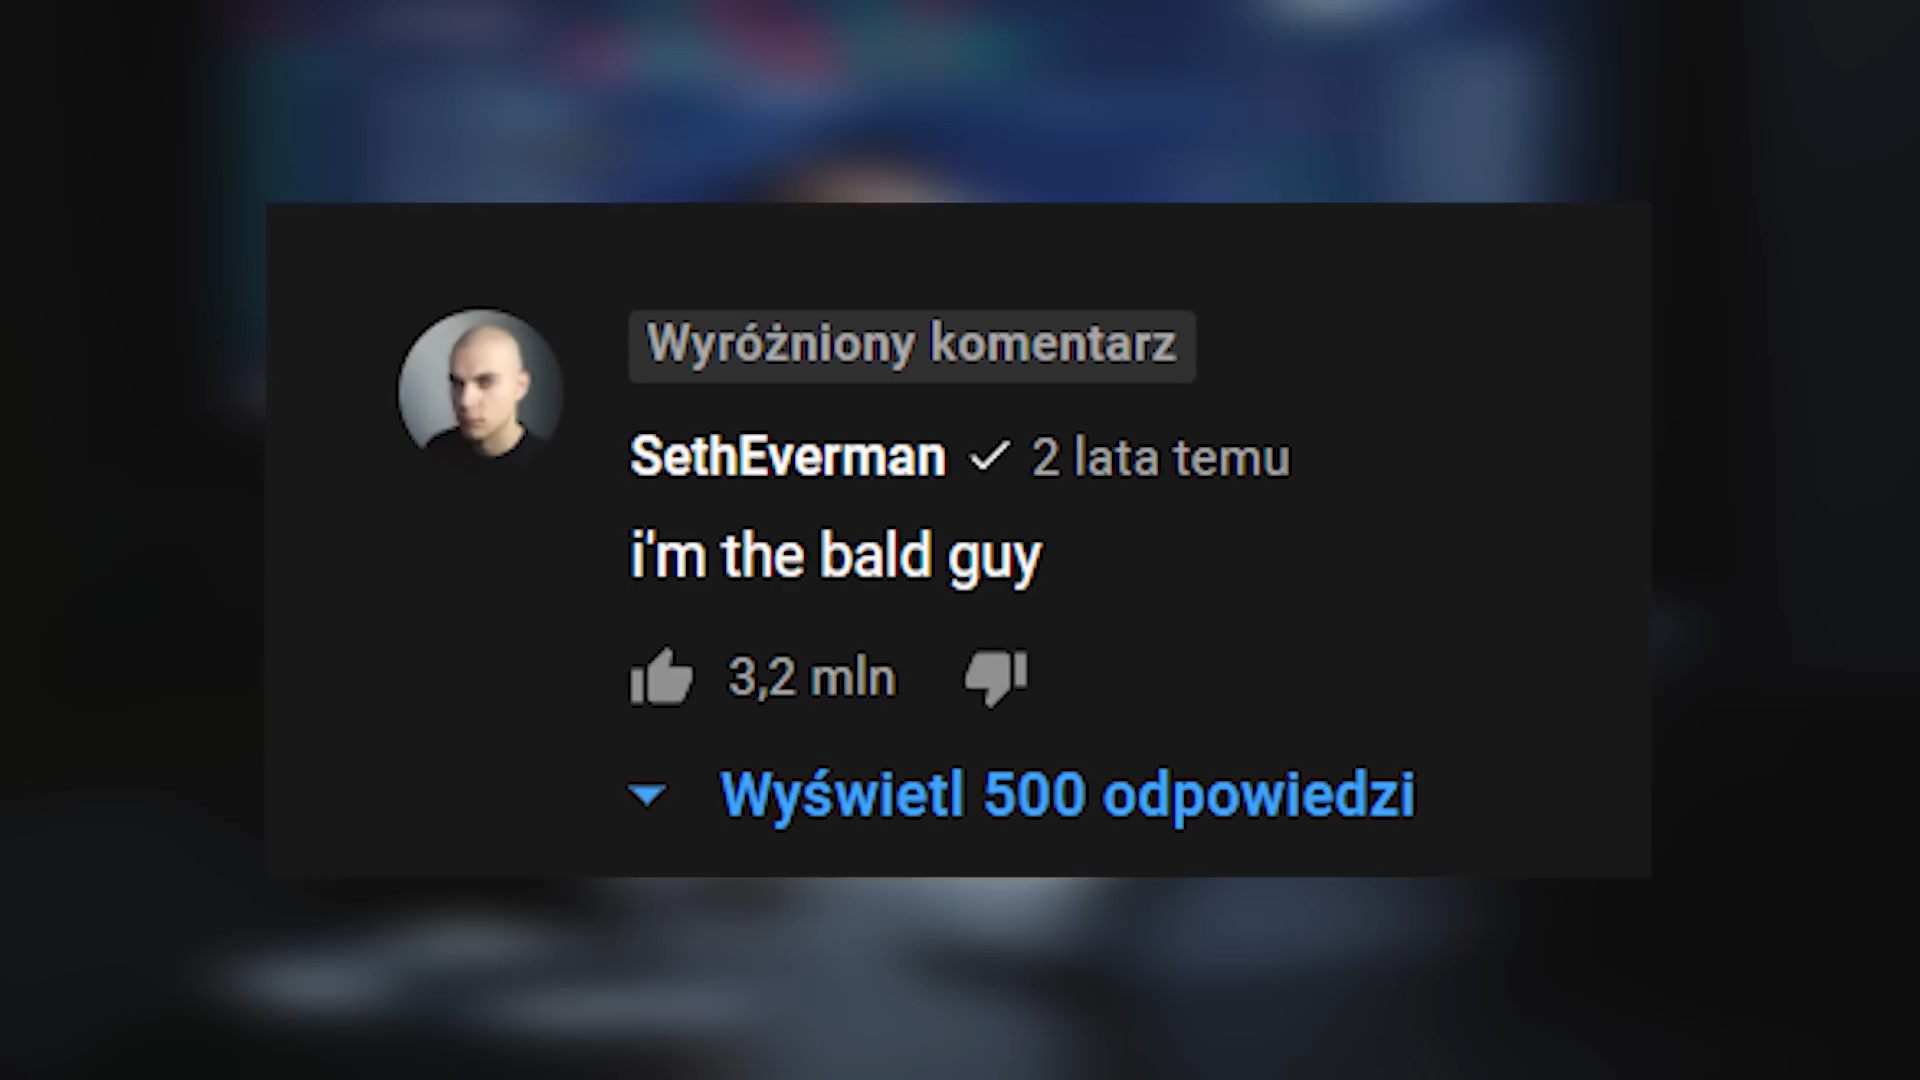 Wyróżniony komentarz
SethEverman 2 lata temu
i'm the bald guy
3,2 mln
Wyświetl 500 odpowiedzi